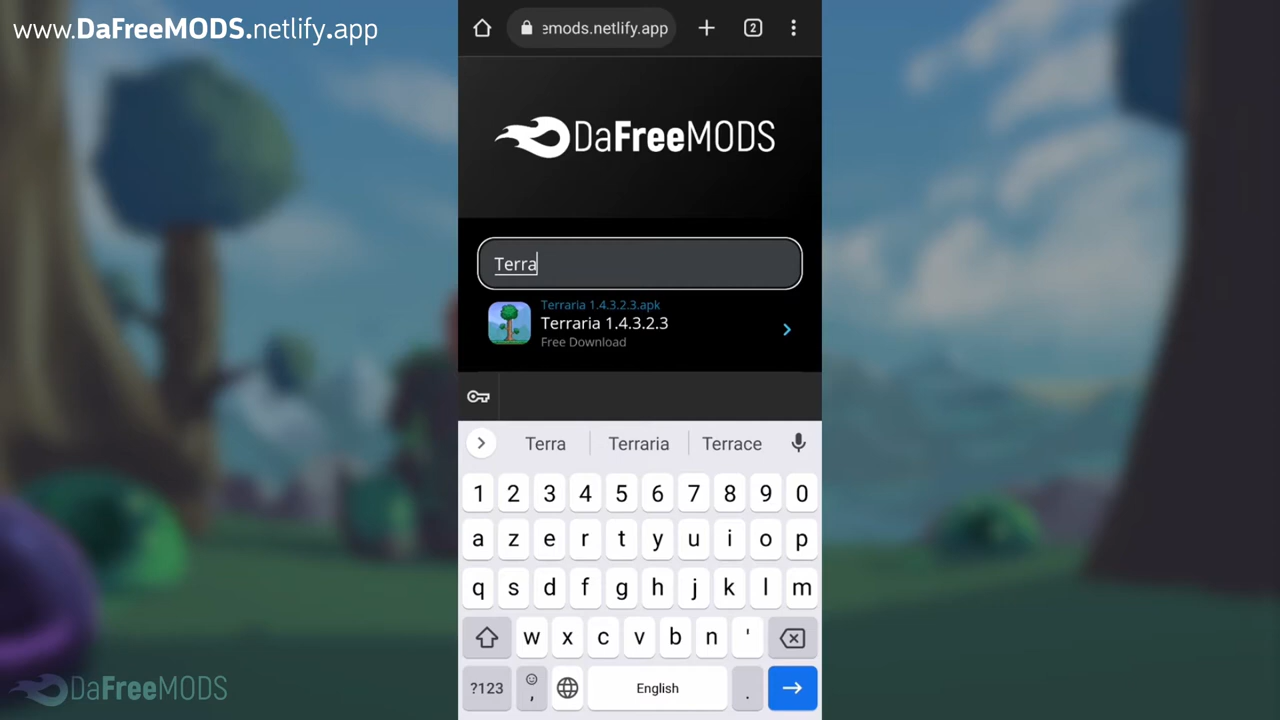 www.DaFreeMODS.netlify.app
emods.netlify.app
2
DaFreeMODS
Terra
Terraria 1.4.3.2.3.apk
Terraria 1.4.3.2.3
Free Download
Terra Terraria Terrace
1 2 3 4 5 6 7 8 9 0
a z e r t y u i o p
q s d f g h j k l m
w x c v b n '
?123 , English .
DaFreeMODS